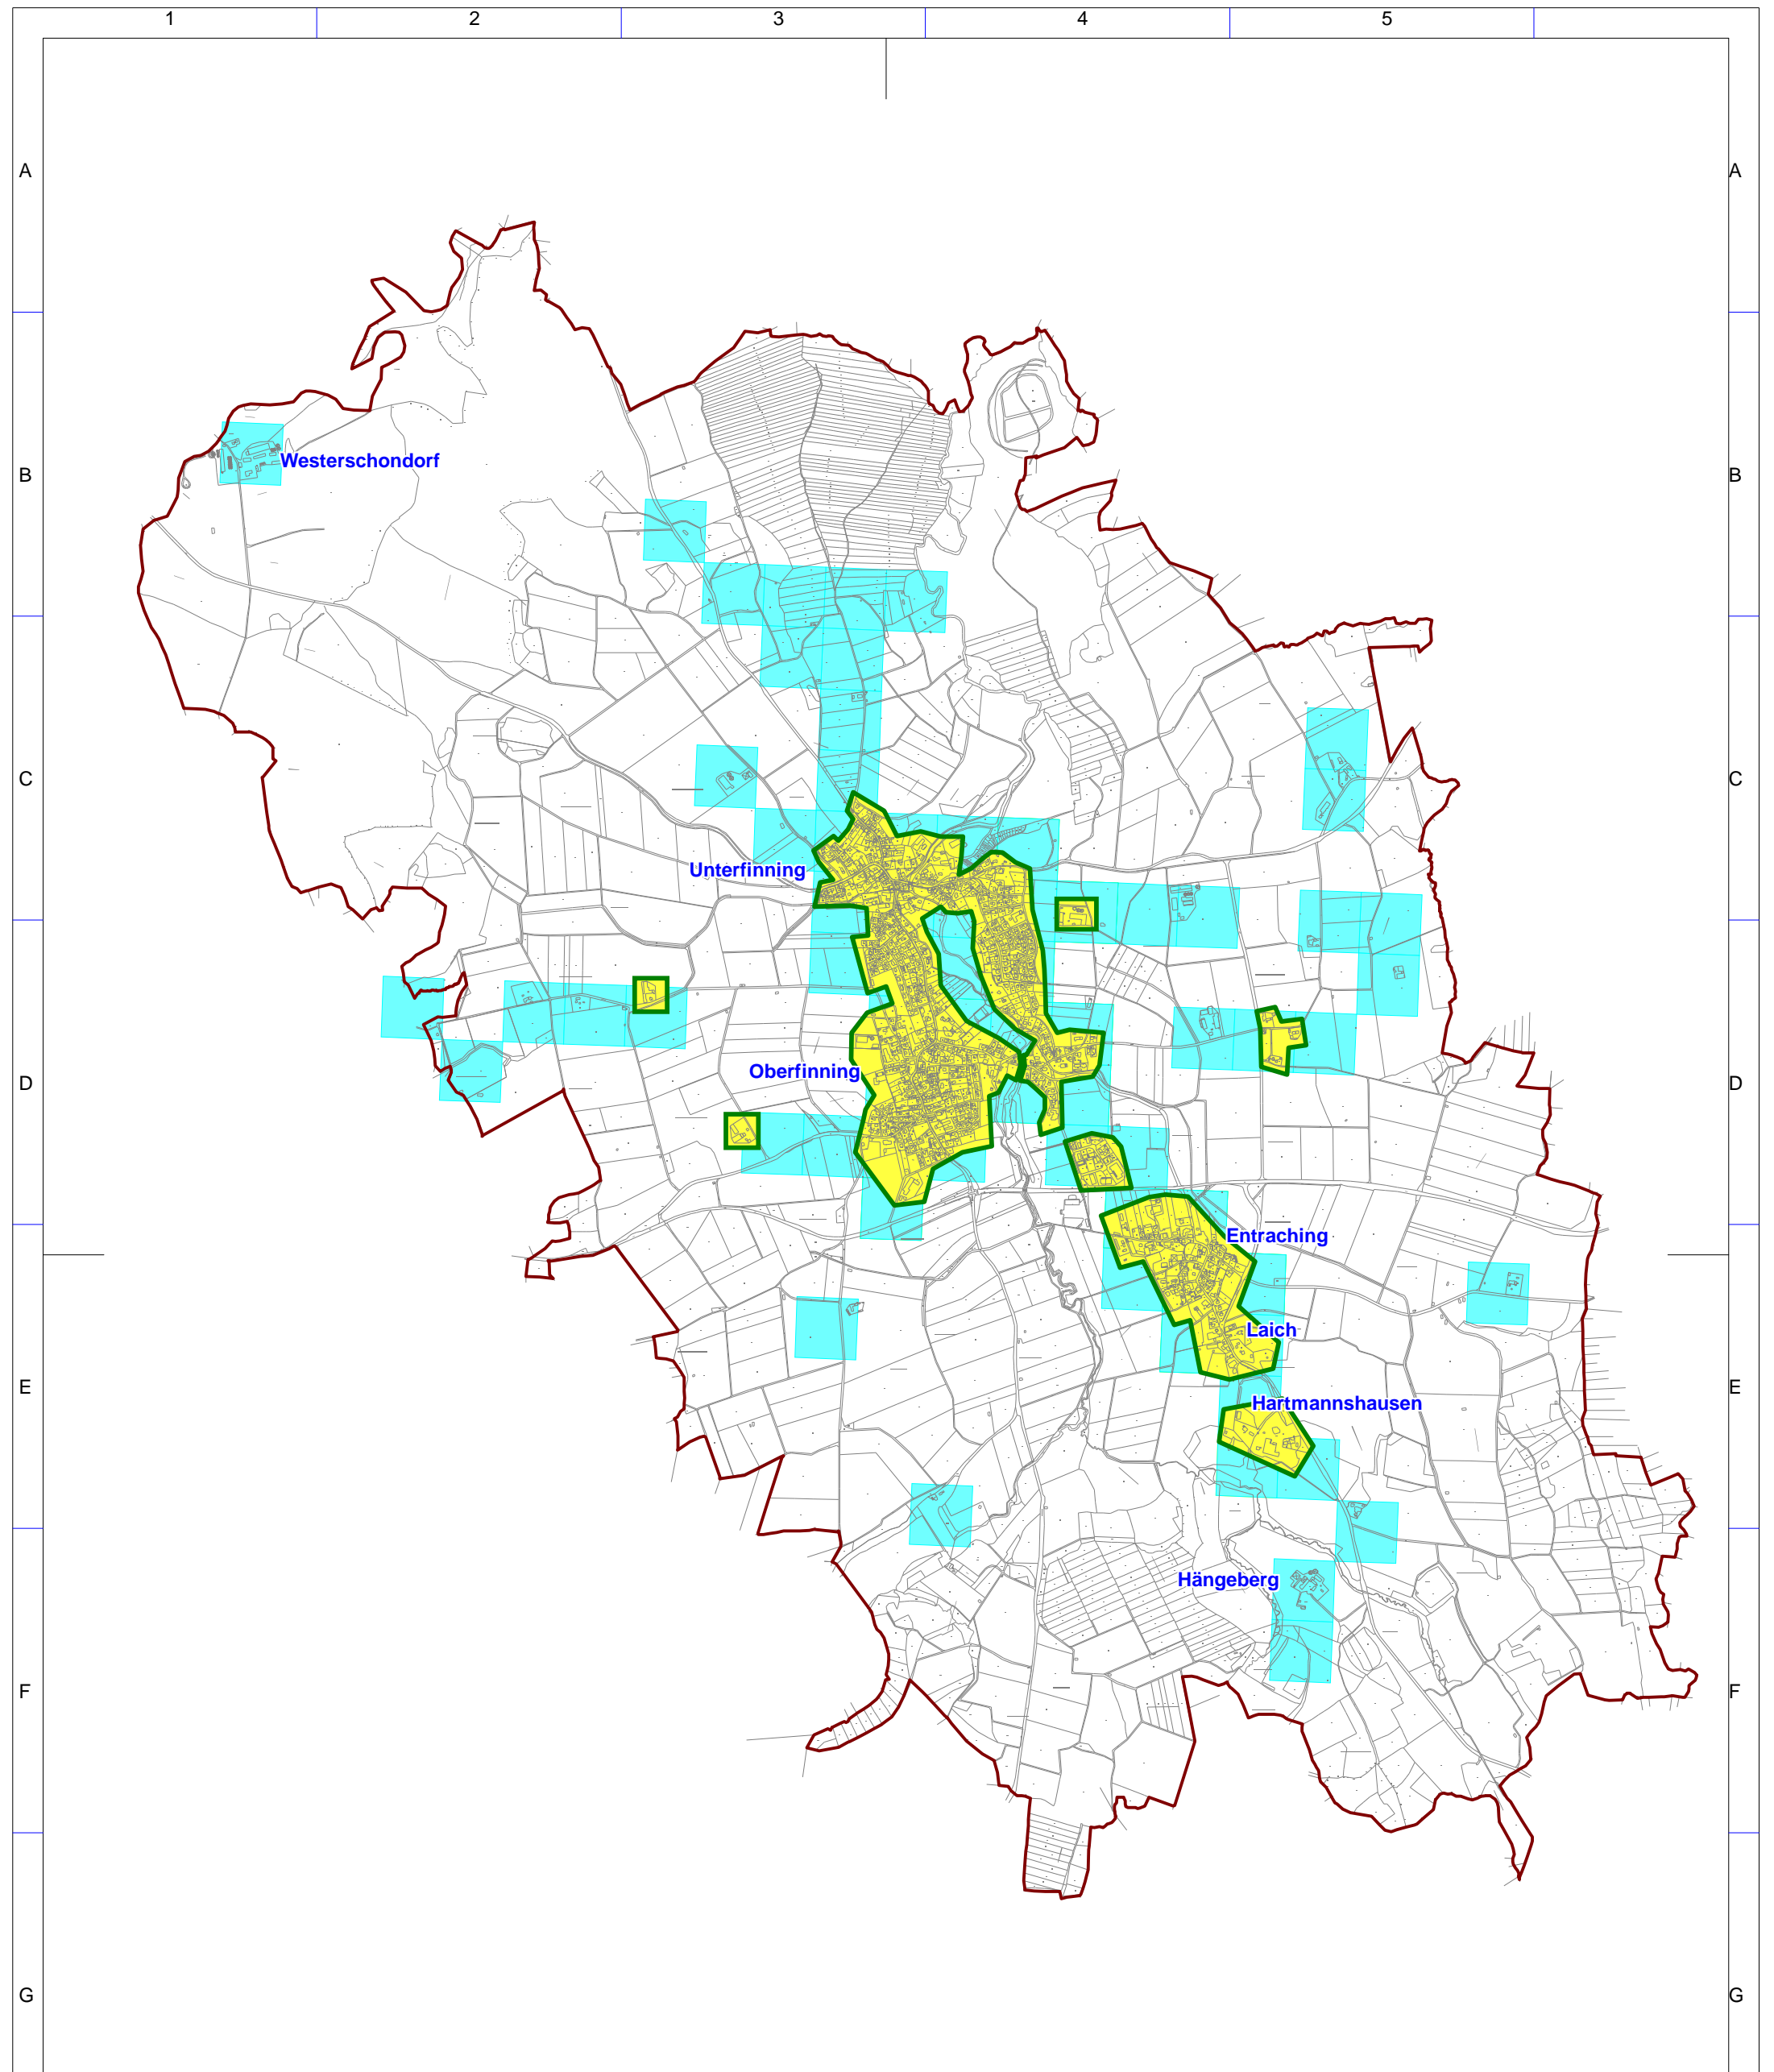 1 2 3 4 5
A A
B B
Westerschondorf
C C
Unterfinning
D D
Oberfinning
Entraching
Laich
E E
Hartmannshausen
Hängeberg
F F
G G